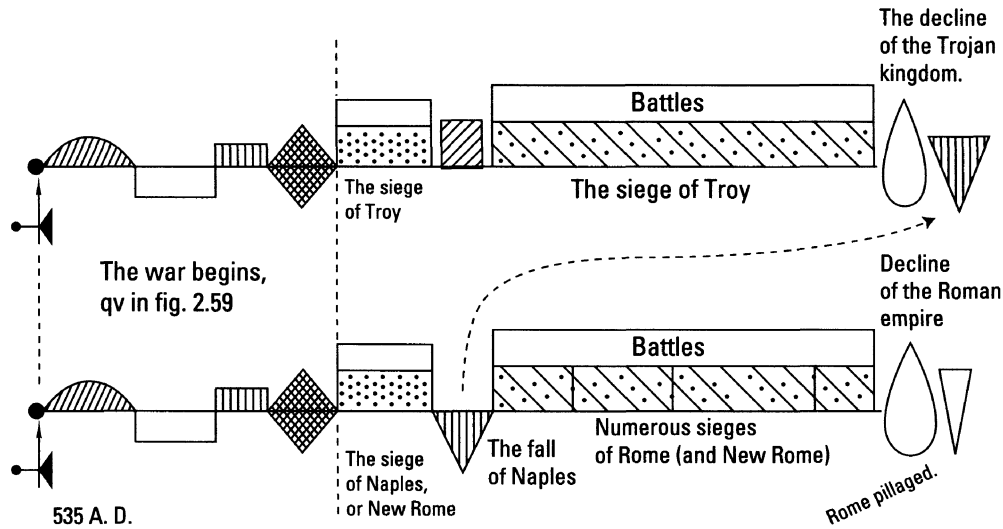 The decline
of the Trojan
kingdom.
Battles
The siege
of Troy
The siege of Troy
The war begins,
qv in fig. 2.59
Decline
of the Roman
empire
Battles
The siege
of Naples,
or New Rome
The fall
of Naples
Numerous sieges
of Rome (and New Rome)
Rome pillaged.
535 A. D.